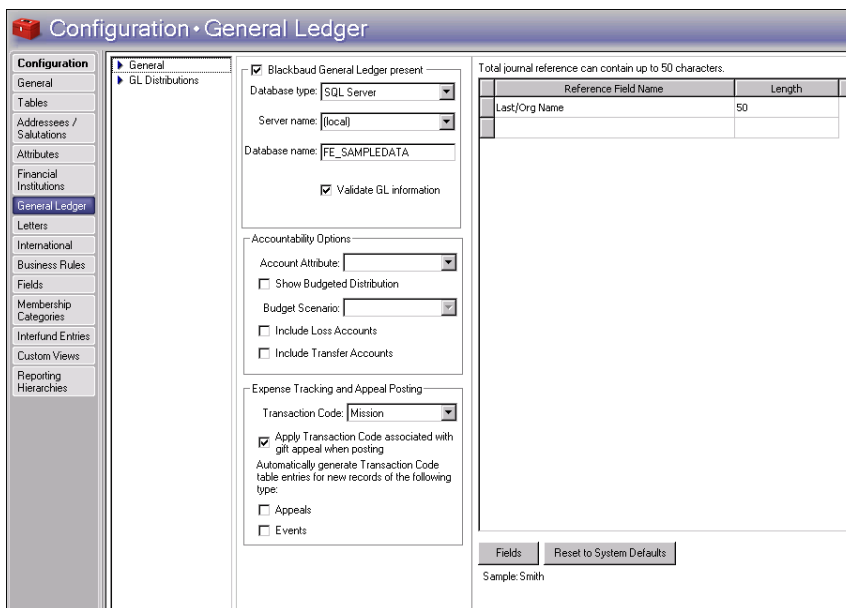 Configuration • General Ledger
Configuration
General
Tables
Addressees /
Salutations
Attributes
Financial
Institutions
General Ledger
Letters
International
Business Rules
Fields
Membership
Categories
Interfund Entries
Custom Views
Reporting
Hierarchies
General
GL Distributions
Blackbaud General Ledger present
Database type: SQL Server
Server name: (local)
Database name: FE_SAMPLEDATA
Validate GL information
Accountability Options
Account Attribute:
Show Budgeted Distribution
Budget Scenario:
Include Loss Accounts
Include Transfer Accounts
Expense Tracking and Appeal Posting
Transaction Code: Mission
Apply Transaction Code associated with
gift appeal when posting
Automatically generate Transaction Code
table entries for new records of the following
type:
Appeals
Events
Total journal reference can contain up to 50 characters.
Reference Field Name Length
Last/Org Name 50
Fields Reset to System Defaults
Sample: Smith